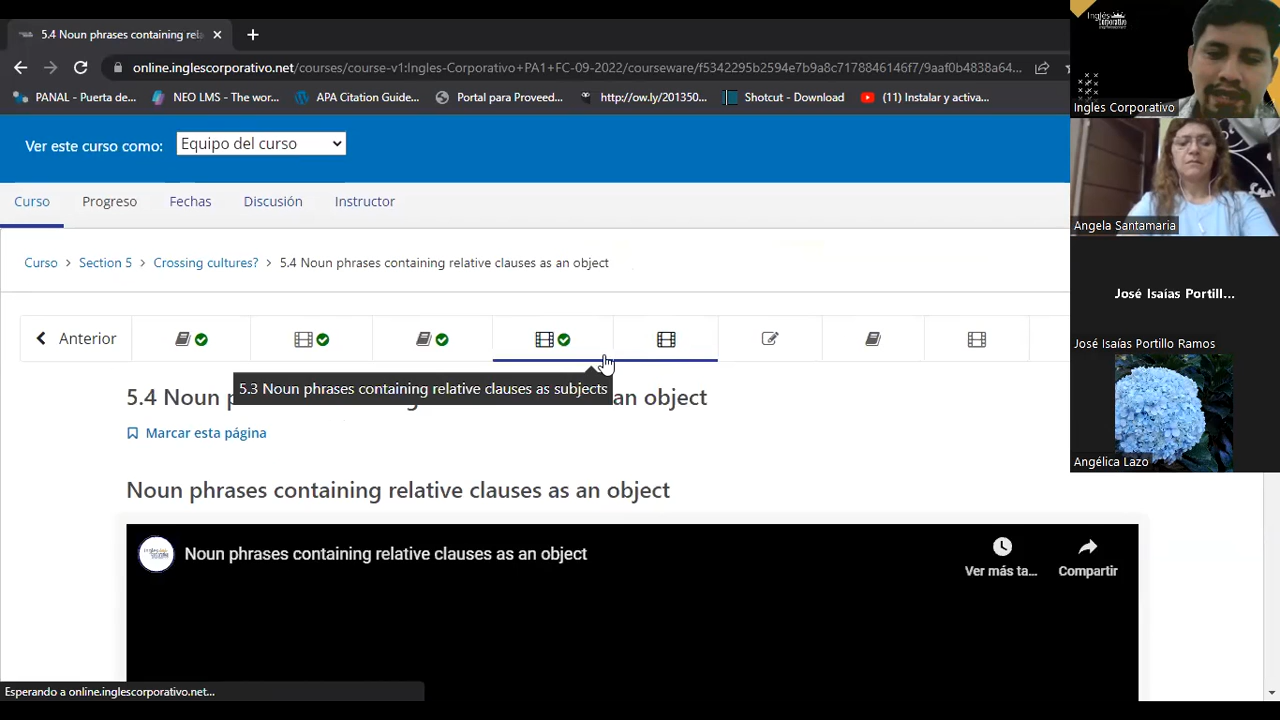 5.4 Noun phrases containing rel
online.inglescorporativo.net/courses/course-v1:Ingles-Corporativo+PA1+FC-09-2022/courseware/f5342295b2594e7b9a8c7178846146f7/9aaf0b4838a64...
PANAL - Puerta de...
NEO LMS - The wor...
APA Citation
Portal para Proveed...
http://ow.ly/201350...
Shotcut - Download
(11) Instalar y activa...
Ver este curso como:
Equipo del curso
Curso
Progreso
Fechas
Discusión
Instructor
Curso > Section 5 > Crossing cultures? > 5.4 Noun phrases containing relative clauses as an object
Anterior
5.3 Noun phrases containing relative clauses as subjects
5.4 Noun p an object
Marcar esta página
Noun phrases containing relative clauses as an object
Noun phrases containing relative clauses as an object
Ver más ta...
Compartir
Esperando a online.inglescorporativo.net...
Inglés
Corporativo
Ingles Corporativo
Angela Santamaria
José Isaías Portill...
José Isaías Portillo Ramos
Angélica Lazo